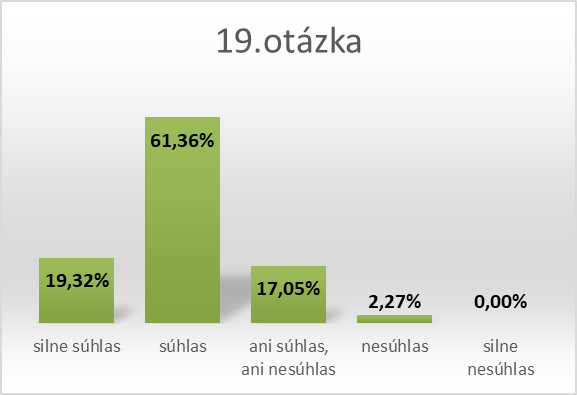 19.otázka
61,36%
19,32%
17,05%
2,27%
0,00%
silne súhlas
súhlas
ani súhlas,
ani nesúhlas
nesúhlas
silne
nesúhlas